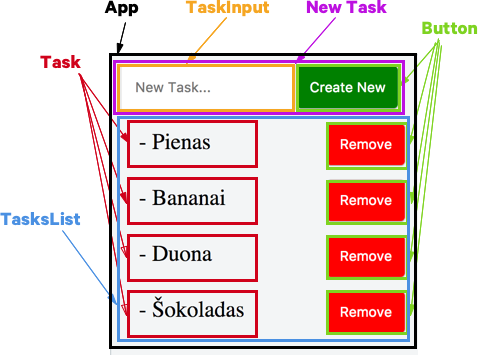 App
TaskInput
New Task
Button
Task
New Task...
Create New
- Pienas
Remove
- Bananai
Remove
TasksList
- Duona
Remove
- Šokoladas
Remove